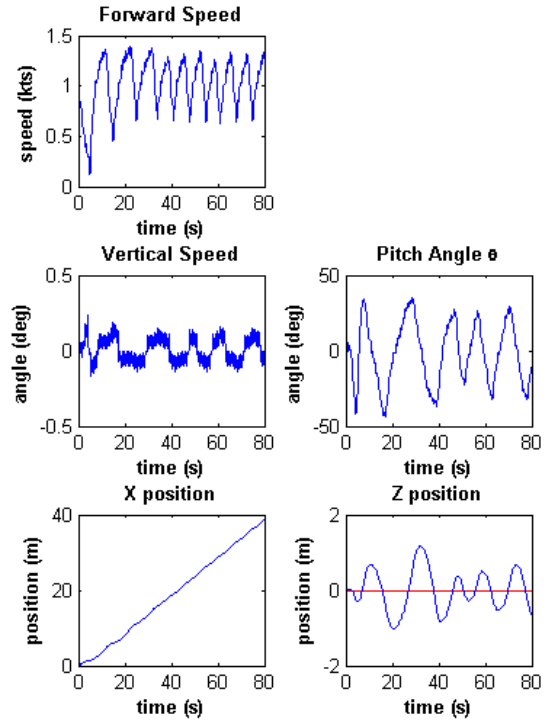 Forward Speed
1.5
1
0.5
0
speed (kts)
0 20 40 60 80
time (s)
Vertical Speed
0.5
0
-0.5
angle (deg)
0 20 40 60 80
time (s)
Pitch Angle θ
50
0
-50
angle (deg)
0 20 40 60 80
time (s)
X position
40
20
0
position (m)
0 20 40 60 80
time (s)
Z position
2
0
-2
position (m)
0 20 40 60 80
time (s)